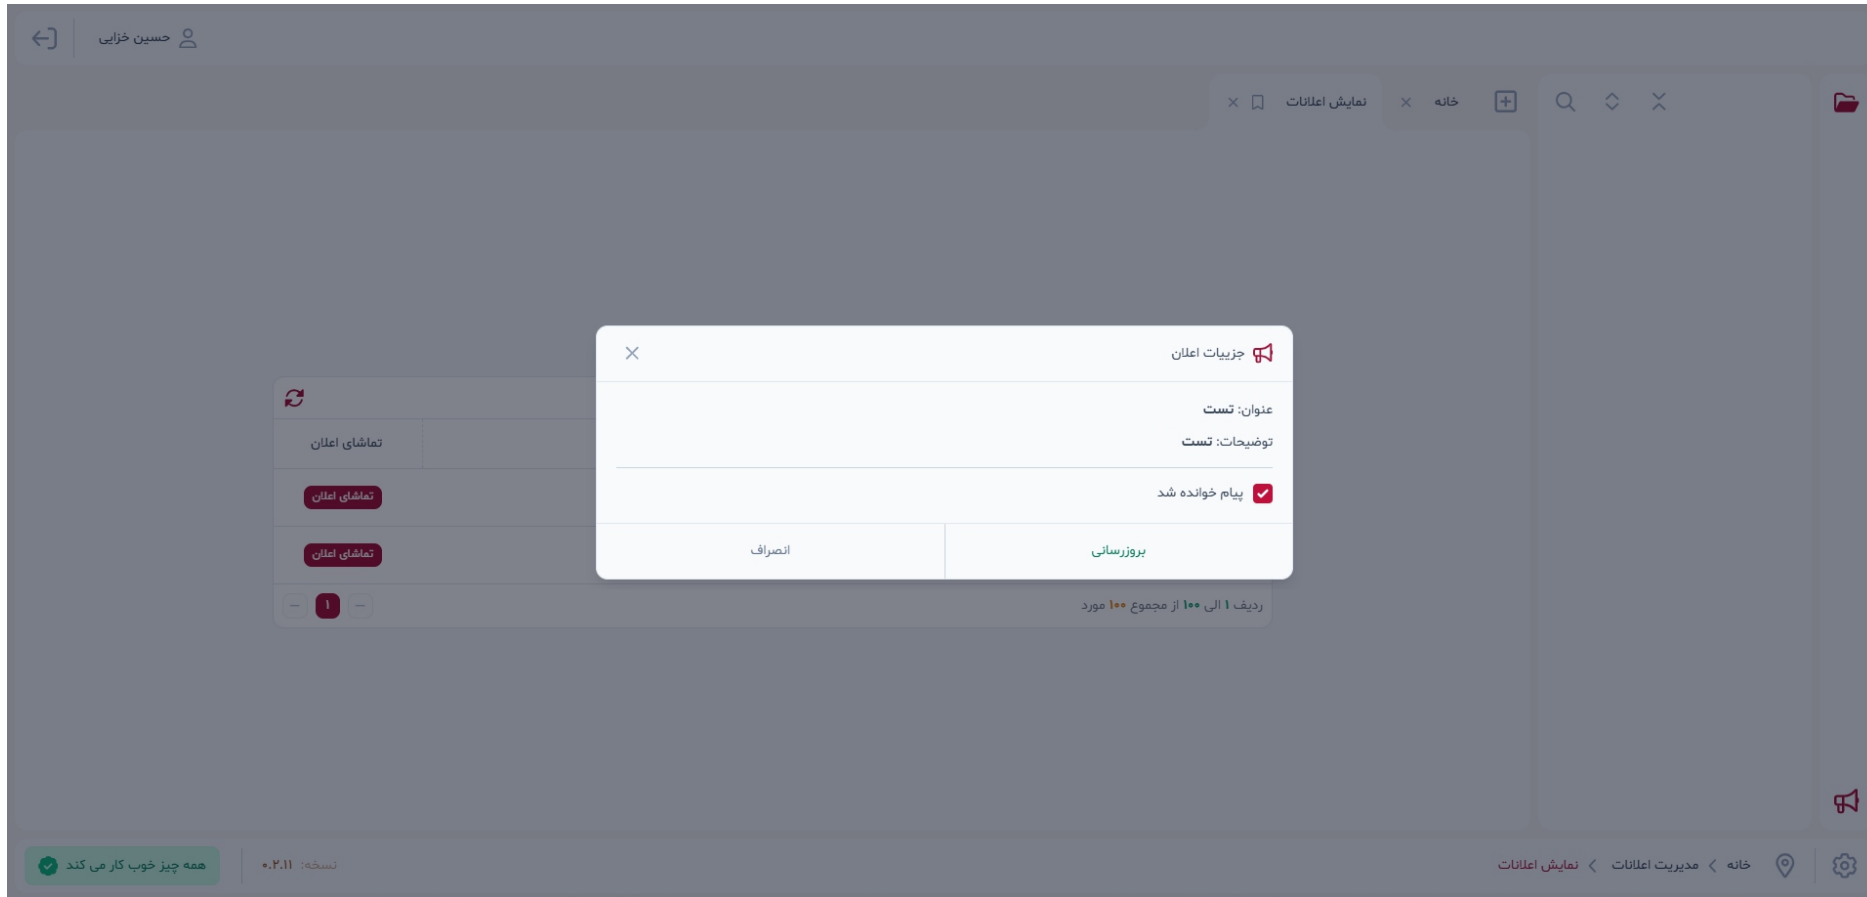 حسین خزایی
خانه
نمایش اعلانات
جزییات اعلان
عنوان: تست
توضیحات: تست
پیام خوانده شد
بروزرسانی
انصراف
تماشای اعلان
تماشای اعلان
تماشای اعلان
ردیف ۱ الی ۱۰۰ از مجموع ۱۰۰ مورد
۱
خانه
مدیریت اعلانات
نمایش اعلانات
نسخه: ۰.۲.۱۱
همه چیز خوب کار می کند